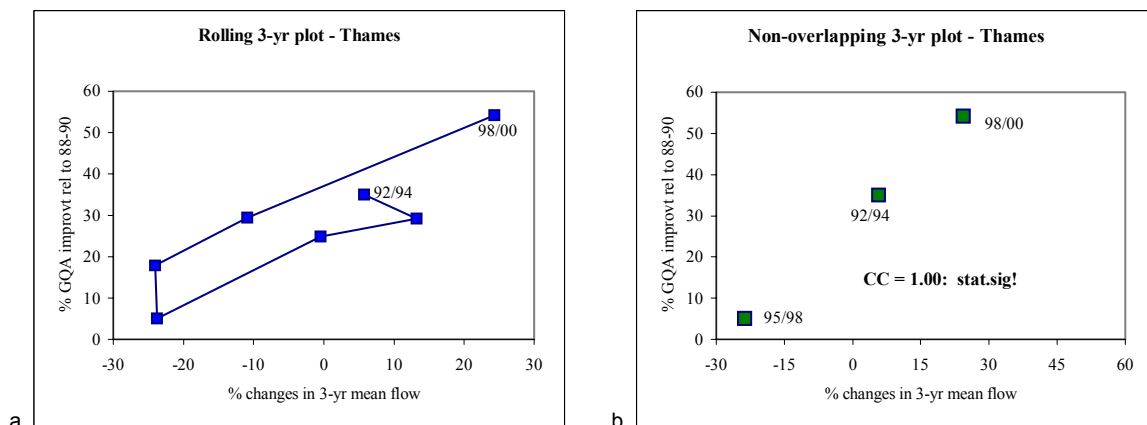 Rolling 3-yr plot - Thames
% GQA improvt rel to 88-90
60
50
40
30
20
10
0
98/00
92/94
-30 -20 -10 0 10 20 30
% changes in 3-yr mean flow
a
Non-overlapping 3-yr plot - Thames
% GQA improvt rel to 88-90
60
50
40
30
20
10
0
98/00
92/94
CC = 1.00: stat.sig!
95/98
-30 -15 0 15 30 45 60
% changes in 3-yr mean flow
b